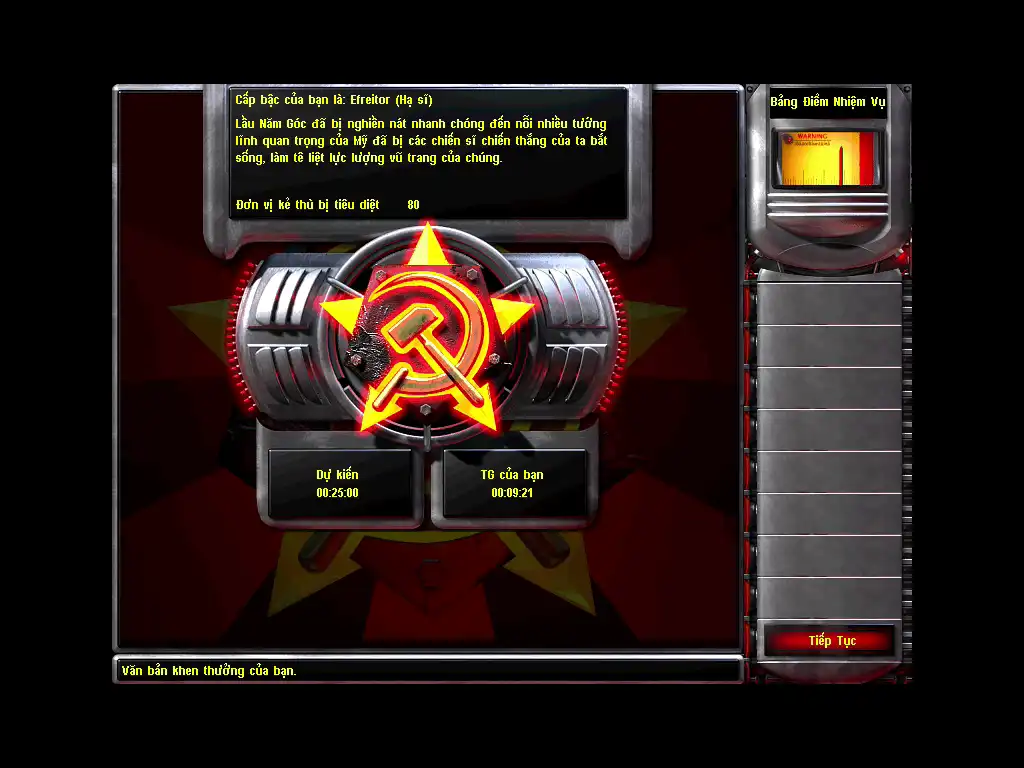 Cấp bậc của bạn là: Efreitor (Hạ sĩ)
Lầu Năm Góc đã bị nghiền nát nhanh chóng đến nỗi nhiều tướng
lĩnh quan trọng của Mỹ đã bị các chiến sĩ chiến thắng của ta bắt
sống, làm tê liệt lực lượng vũ trang của chúng.
Đơn vị kẻ thù bị tiêu diệt 80
Bảng Điểm Nhiệm Vụ
WARNING
Dự kiến
00:25:00
TG của bạn
00:09:21
Tiếp Tục
Văn bản khen thưởng của bạn.